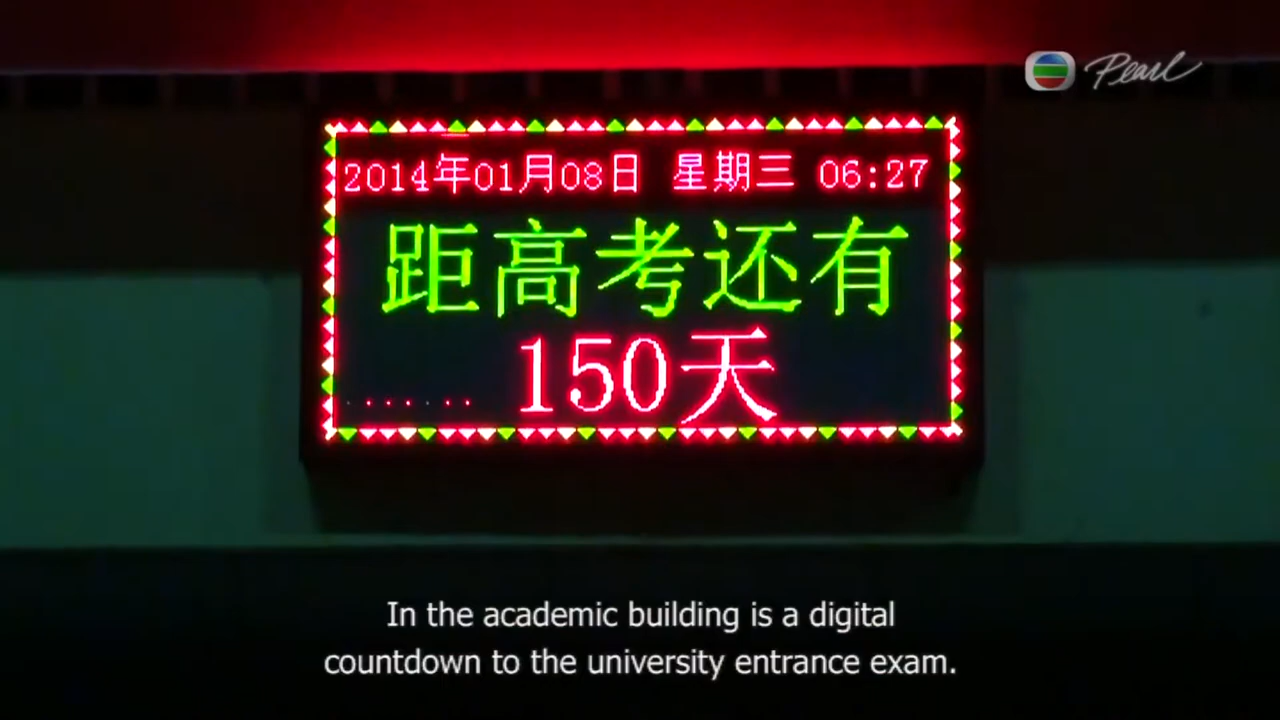 Pearl
2014年01月08日 星期三 06:27
距高考还有
150天
In the academic building is a digital
countdown to the university entrance exam.